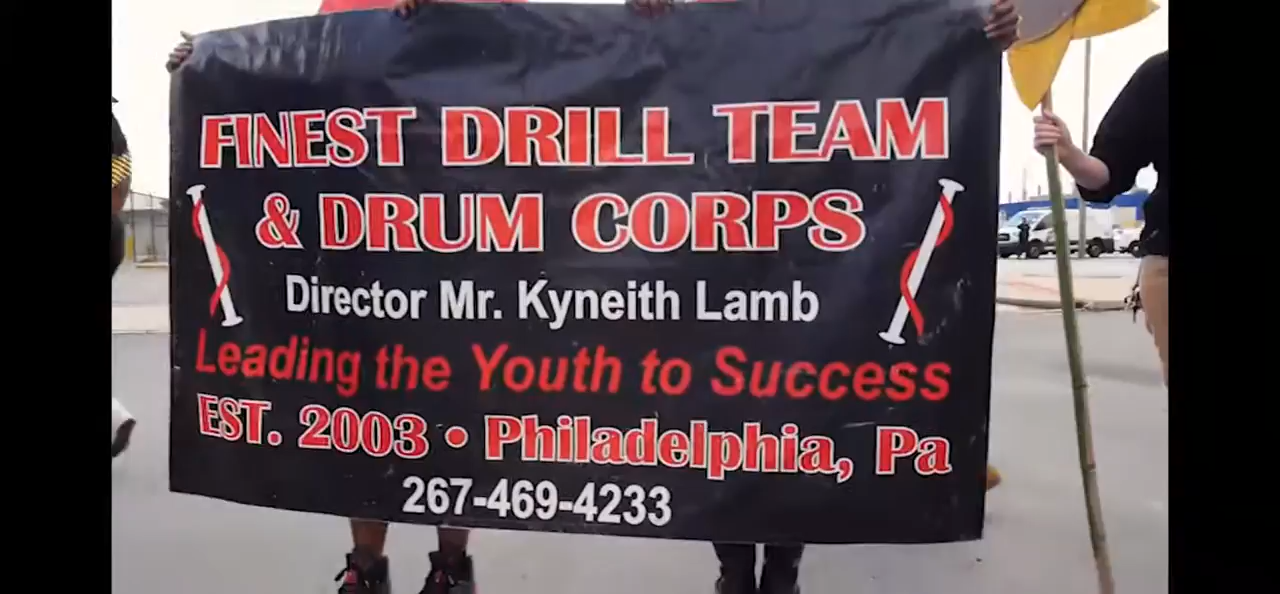 FINEST DRILL TEAM
& DRUM CORPS
Director Mr. Kyneith Lamb
Leading the Youth to Success
EST. 2003 • Philadelphia, Pa
267-469-4233